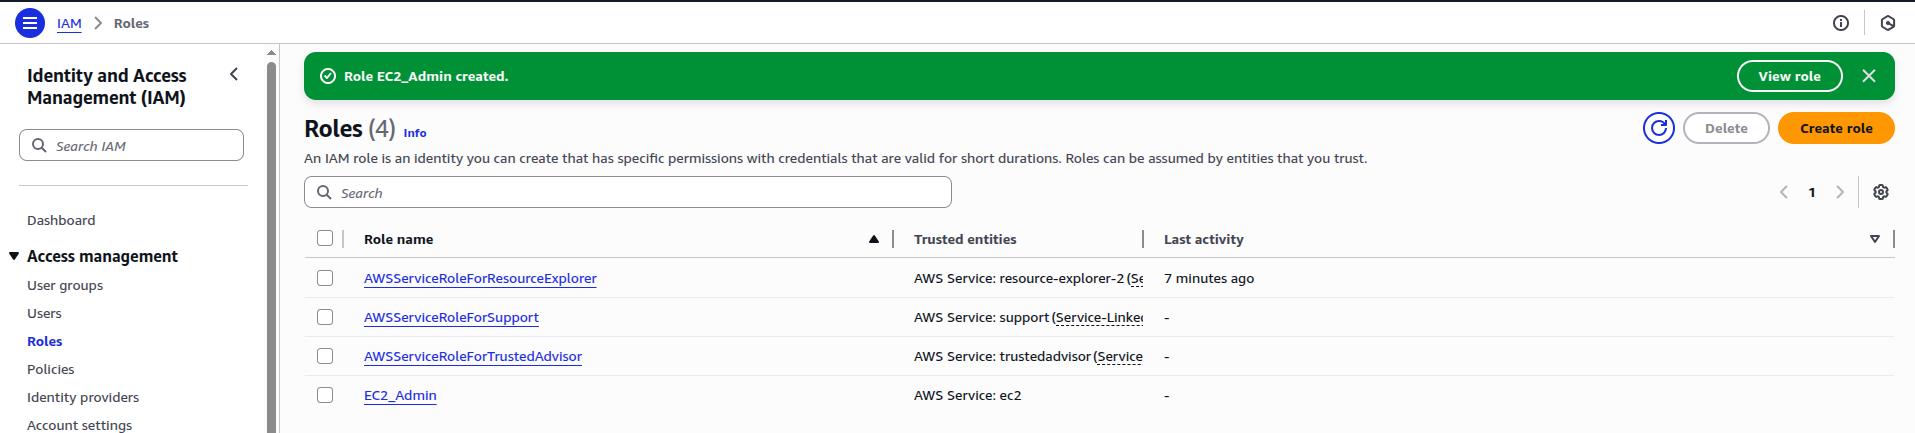 IAM > Roles
Identity and Access
Management (IAM)
Search IAM
Dashboard
Access management
User groups
Users
Roles
Policies
Identity providers
Account settings
Role EC2_Admin created.
View role
Roles (4) Info
Delete
Create role
An IAM role is an identity you can create that has specific permissions with credentials that are valid for short durations. Roles can be assumed by entities that you trust.
Search
1
Role name Trusted entities Last activity
AWSServiceRoleForResourceExplorer AWS Service: resource-explorer-2 (Se 7 minutes ago
AWSServiceRoleForSupport AWS Service: support (Service-Linked -
AWSServiceRoleForTrustedAdvisor AWS Service: trustedadvisor (Service -
EC2_Admin AWS Service: ec2 -